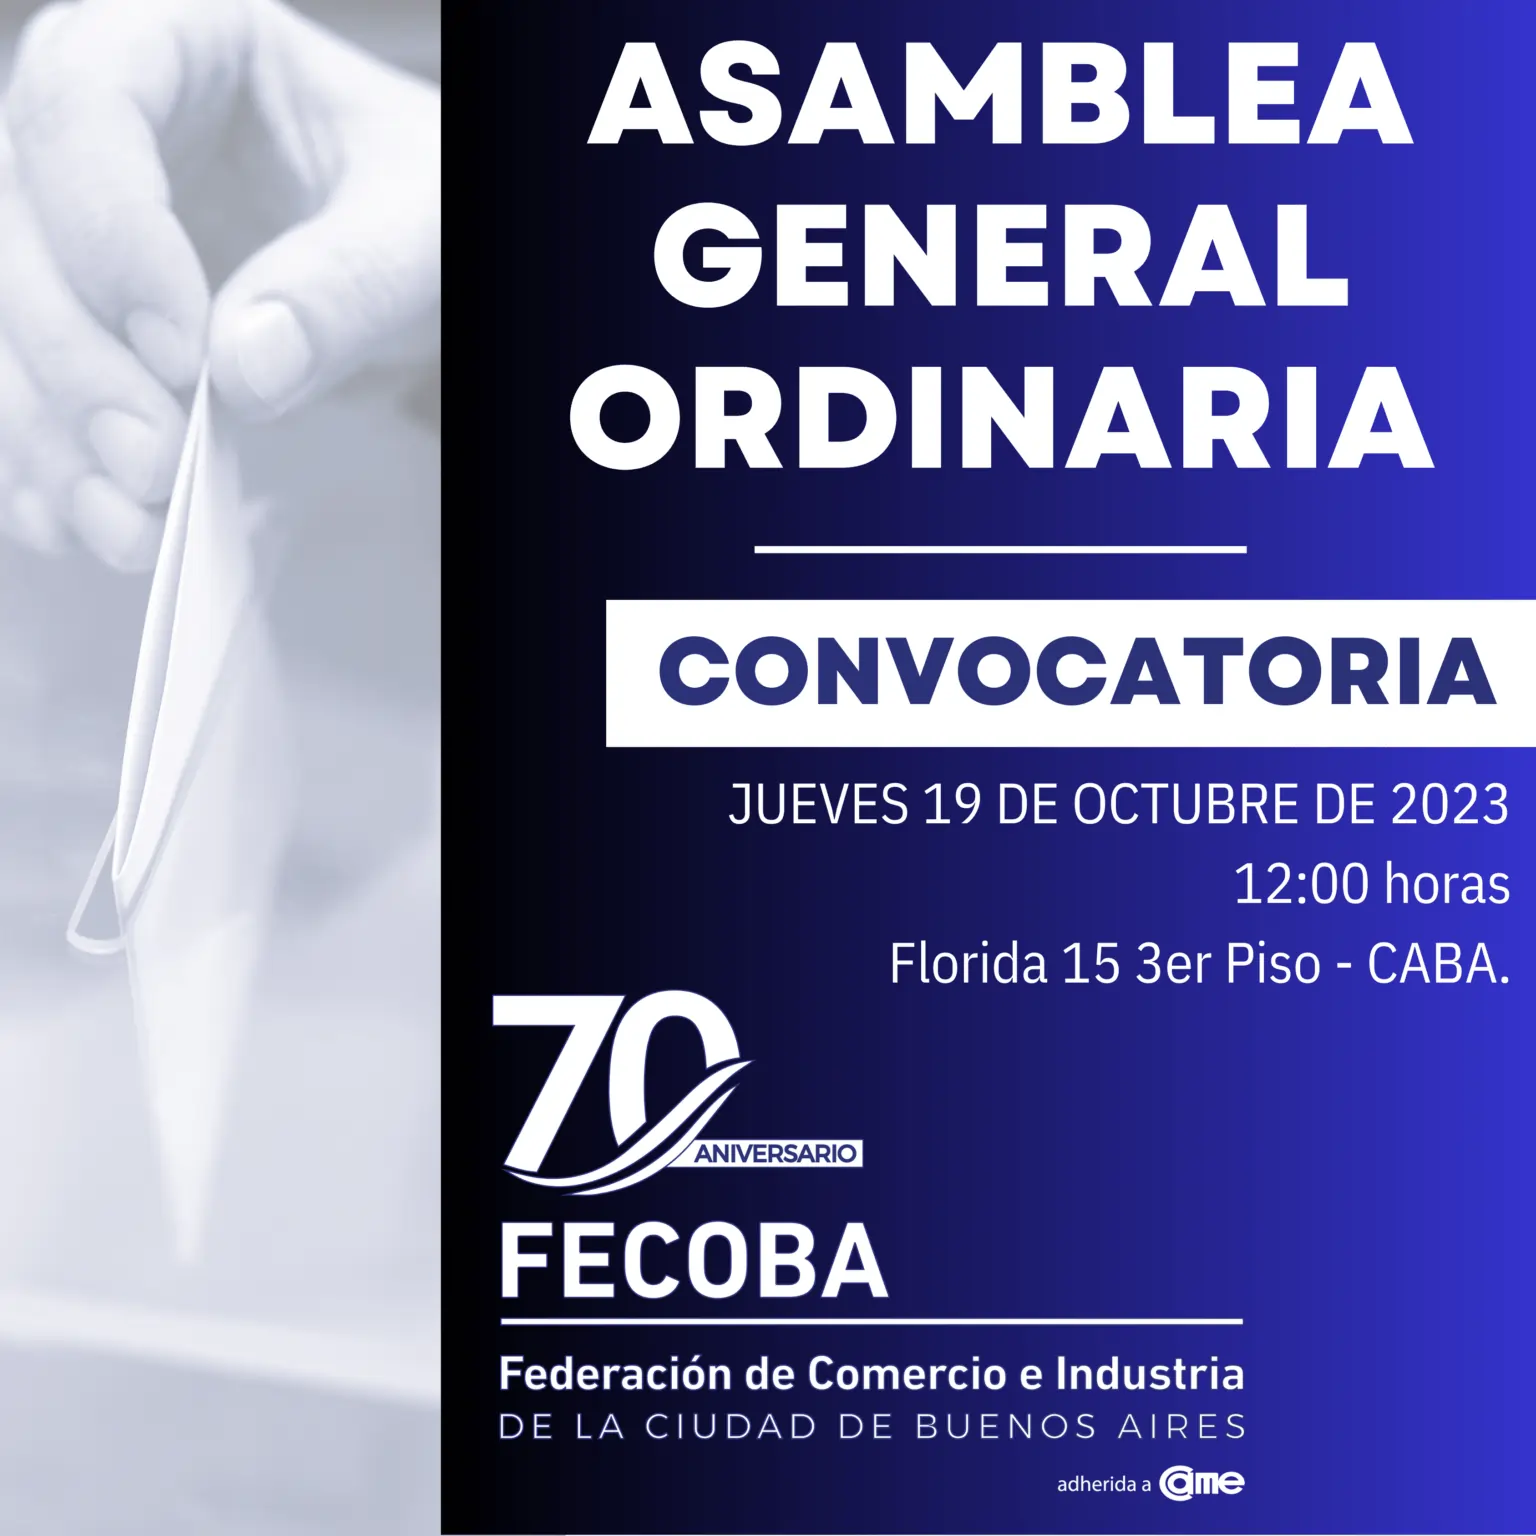 ASAMBLEA
GENERAL
ORDINARIA
CONVOCATORIA
JUEVES 19 DE OCTUBRE DE 2023
12:00 horas
Florida 15 3er Piso - CABA.
70
ANIVERSARIO
FECOBA
Federación de Comercio e Industria
DE LA CIUDAD DE BUENOS AIRES
adherida a came